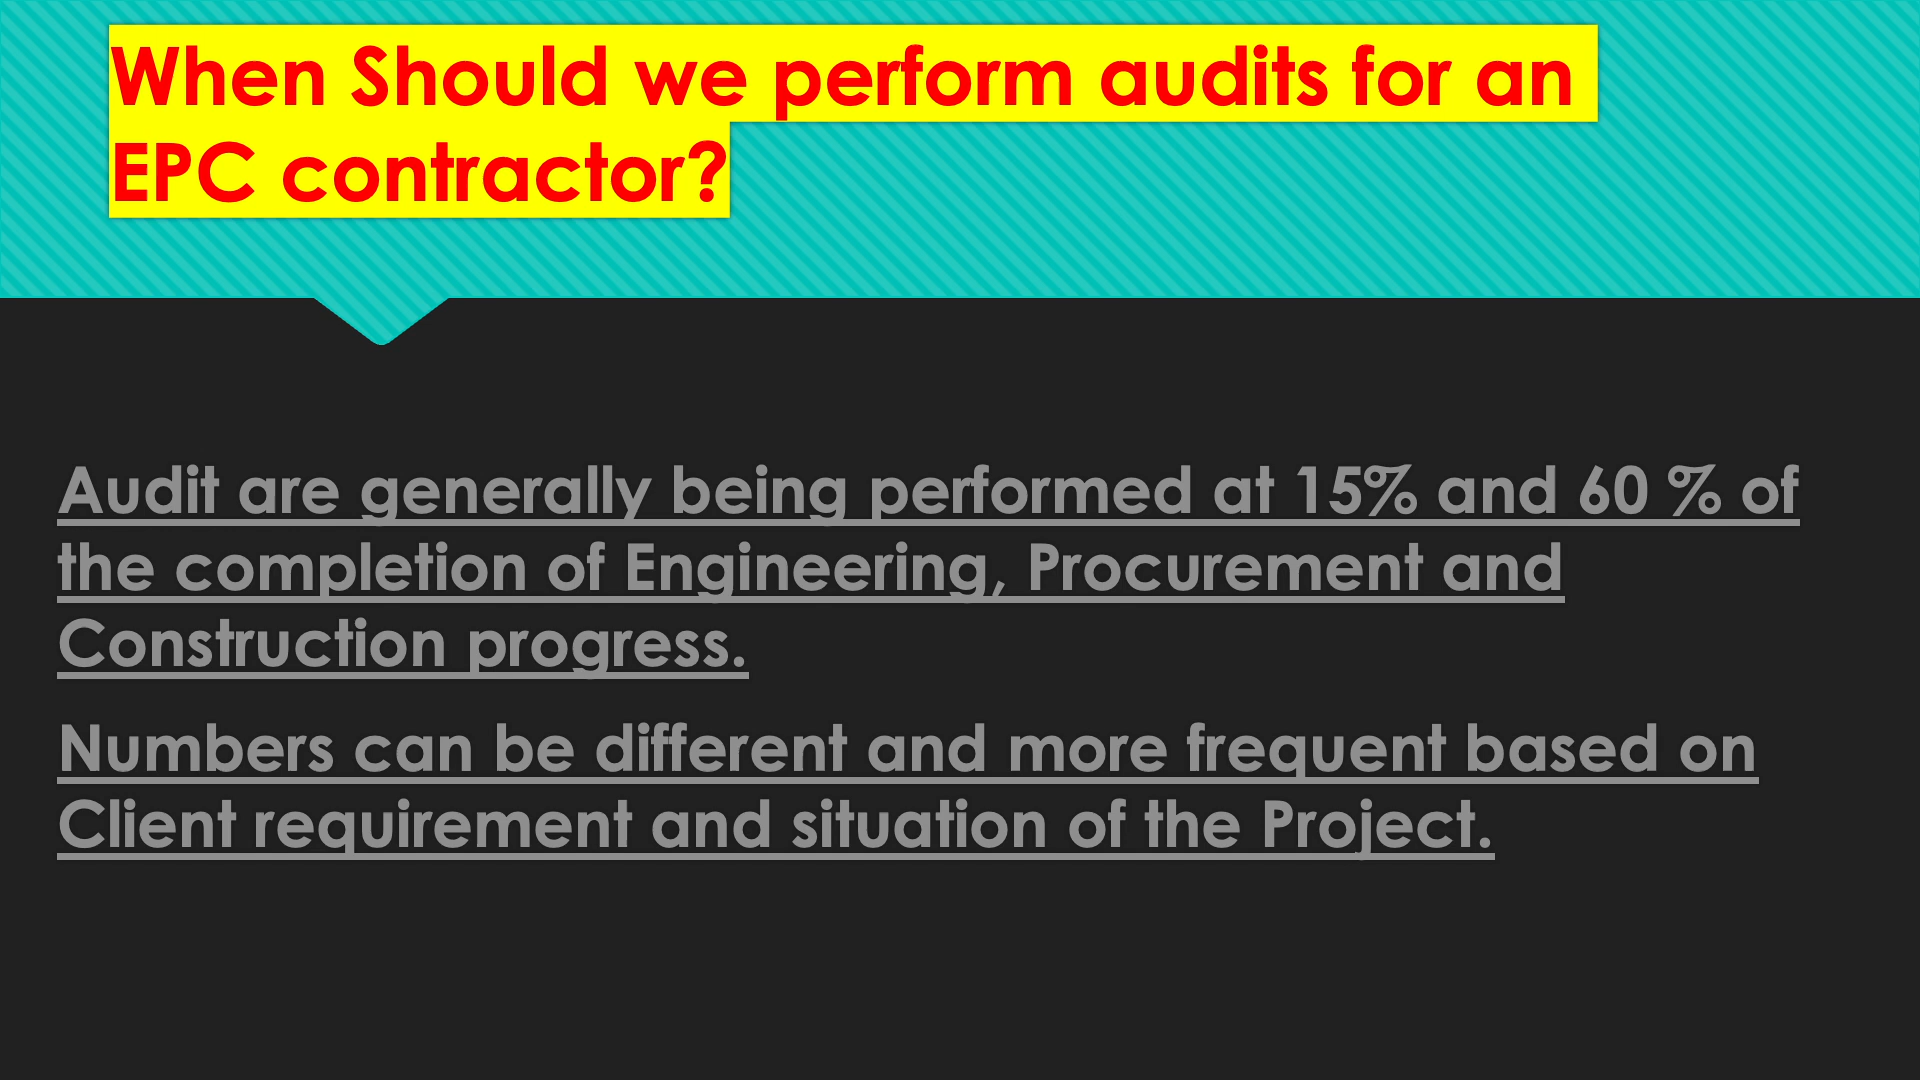 When Should we perform audits for an
EPC contractor?
Audit are generally being performed at 15% and 60 % of
the completion of Engineering, Procurement and
Construction progress.
Numbers can be different and more frequent based on
Client requirement and situation of the Project.